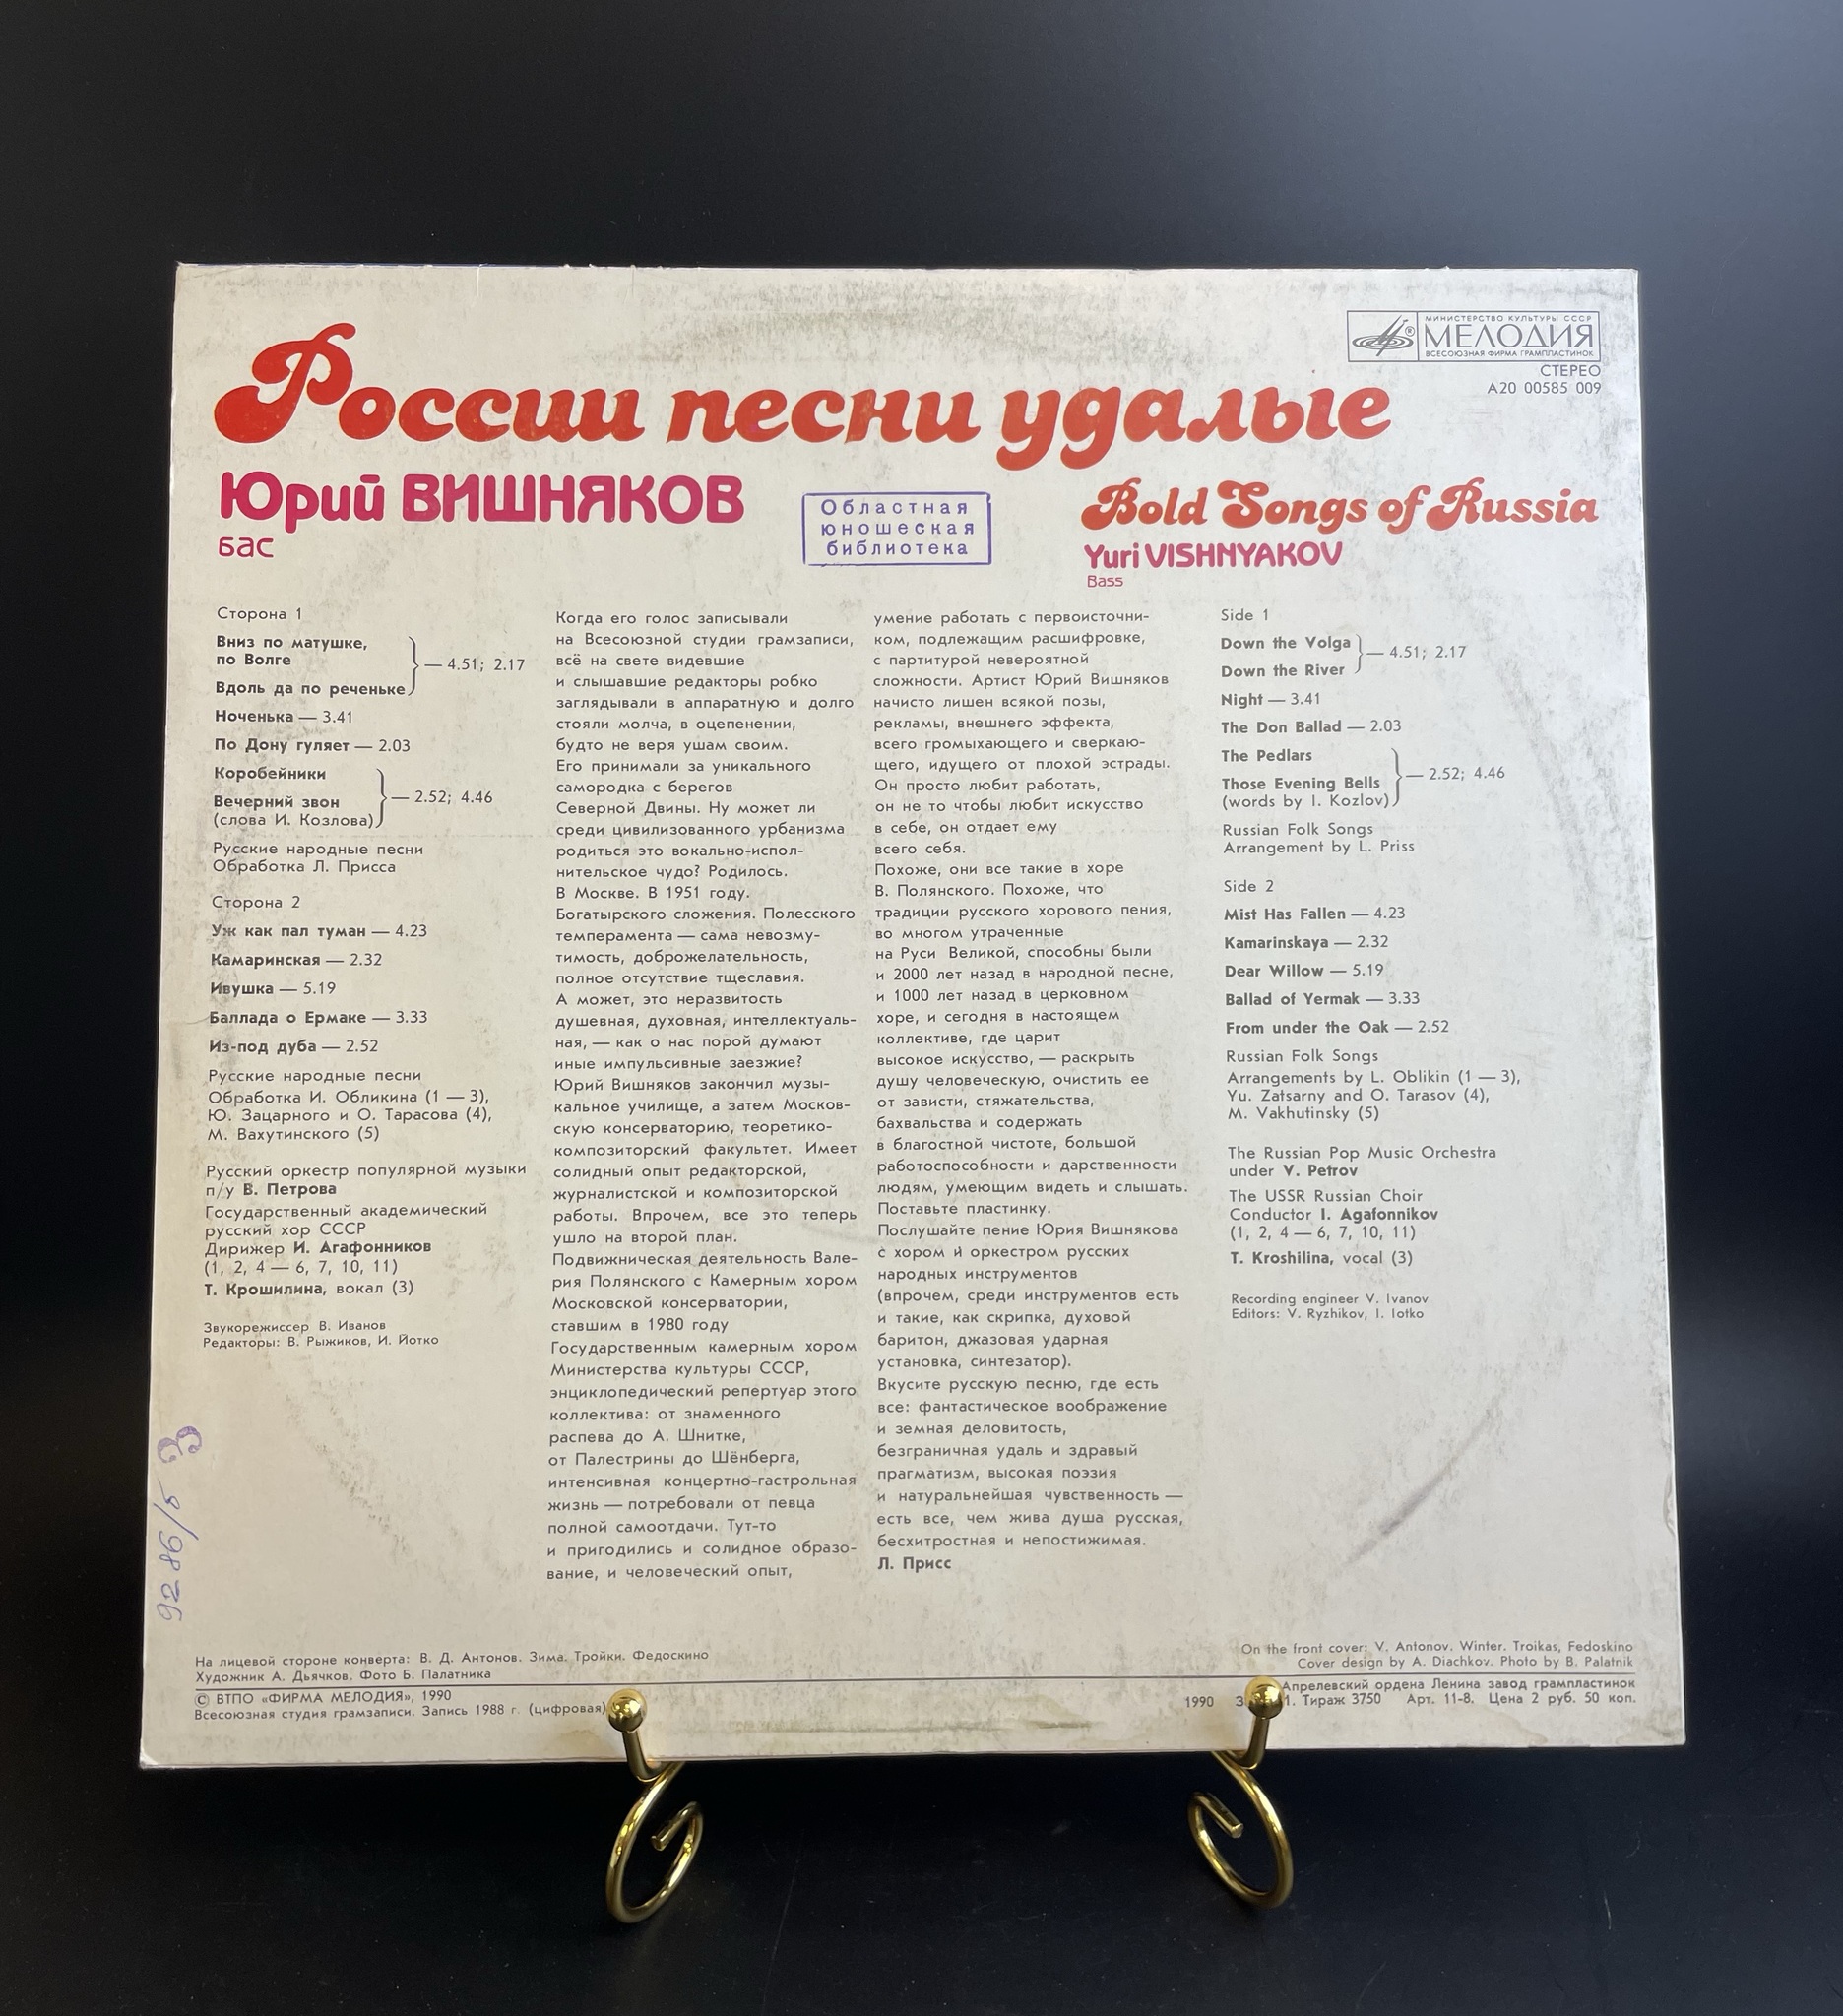 МИНИСТЕРСТВО КУЛЬТУРЫ СССР
МЕЛОДИЯ
ВСЕСОЮЗНАЯ ФИРМА ГРАМПЛАСТИНОК
СТЕРЕО
А20 00585 009
России песни удалые
Юрий ВИШНЯКОВ
бас
Областная
юношеская
библиотека
Bold Songs of Russia
Yuri VISHNYAKOV
Bass
Сторона 1
Вниз по матушке,
по Волге
Вдоль да по реченьке
— 4.51; 2.17
Ноченька — 3.41
По Дону гуляет — 2.03
Коробейники
Вечерний звон
(слова И. Козлова)
— 2.52; 4.46
Русские народные песни
Обработка Л. Присса
Сторона 2
Уж как пал туман — 4.23
Камаринская — 2.32
Ивушка — 5.19
Баллада о Ермаке — 3.33
Из-под дуба — 2.52
Русские народные песни
Обработка И. Обликина (1 — 3),
Ю. Зацарного и О. Тарасова (4),
М. Вахутинского (5)
Русский оркестр популярной музыки
п/у В. Петрова
Государственный академический
русский хор СССР
Дирижер И. Агафонников
(1, 2, 4 — 6, 7, 10, 11)
Т. Крошилина, вокал (3)
Звукорежиссер В. Иванов
Редакторы: В. Рыжиков, И. Йотко
Когда его голос записывали
на Всесоюзной студии грамзаписи,
всё на свете видевшие
и слышавшие редакторы робко
заглядывали в аппаратную и долго
стояли молча, в оцепенении,
будто не веря ушам своим.
Его принимали за уникального
самородка с берегов
Северной Двины. Ну может ли
среди цивилизованного урбанизма
родиться это вокально-испол-
нительское чудо? Родилось.
В Москве. В 1951 году.
Богатырского сложения. Полесского
темперамента — сама невозму-
тимость, доброжелательность,
полное отсутствие тщеславия.
А может, это неразвитость
душевная, духовная, интеллектуаль-
ная, — как о нас порой думают
иные импульсивные заезжие?
Юрий Вишняков закончил музы-
кальное училище, а затем Москов-
скую консерваторию, теоретико-
композиторский факультет. Имеет
солидный опыт редакторской,
журналистской и композиторской
работы. Впрочем, все это теперь
ушло на второй план.
Подвижническая деятельность Вале-
рия Полянского с Камерным хором
Московской консерватории,
ставшим в 1980 году
Государственным камерным хором
Министерства культуры СССР,
энциклопедический репертуар этого
коллектива: от знаменного
распева до А. Шнитке,
от Палестрины до Шёнберга,
интенсивная концертно-гастрольная
жизнь — потребовали от певца
полной самоотдачи. Тут-то
и пригодились и солидное образо-
вание, и человеческий опыт,
умение работать с первоисточни-
ком, подлежащим расшифровке,
с партитурой невероятной
сложности. Артист Юрий Вишняков
начисто лишен всякой позы,
рекламы, внешнего эффекта,
всего громыхающего и сверкаю-
щего, идущего от плохой эстрады.
Он просто любит работать,
он не то чтобы любит искусство
в себе, он отдает ему
всего себя.
Похоже, они все такие в хоре
В. Полянского. Похоже, что
традиции русского хорового пения,
во многом утраченные
на Руси Великой, способны были
и 2000 лет назад в народной песне,
и 1000 лет назад в церковном
хоре, и сегодня в настоящем
коллективе, где царит
высокое искусство, — раскрыть
душу человеческую, очистить ее
от зависти, стяжательства,
бахвальства и содержать
в благостной чистоте, большой
работоспособности и дарственности
людям, умеющим видеть и слышать.
Поставьте пластинку.
Послушайте пение Юрия Вишнякова
с хором и оркестром русских
народных инструментов
(впрочем, среди инструментов есть
и такие, как скрипка, духовой
баритон, джазовая ударная
установка, синтезатор).
Вкусите русскую песню, где есть
все: фантастическое воображение
и земная деловитость,
безграничная удаль и здравый
прагматизм, высокая поэзия
и натуральнейшая чувственность —
есть все, чем жива душа русская,
бесхитростная и непостижимая.
Л. Присс
Side 1
Down the Volga
Down the River
— 4.51; 2.17
Night — 3.41
The Don Ballad — 2.03
The Pedlars
Those Evening Bells
(words by I. Kozlov)
— 2.52; 4.46
Russian Folk Songs
Arrangement by L. Priss
Side 2
Mist Has Fallen — 4.23
Kamarinskaya — 2.32
Dear Willow — 5.19
Ballad of Yermak — 3.33
From under the Oak — 2.52
Russian Folk Songs
Arrangements by L. Oblikin (1 — 3),
Yu. Zatsarny and O. Tarasov (4),
M. Vakhutinsky (5)
The Russian Pop Music Orchestra
under V. Petrov
The USSR Russian Choir
Conductor I. Agafonnikov
(1, 2, 4 — 6, 7, 10, 11)
T. Kroshilina, vocal (3)
Recording engineer V. Ivanov
Editors: V. Ryzhikov, I. Iotko
9286/5 З
На лицевой стороне конверта: В. Д. Антонов. Зима. Тройки. Федоскино
Художник А. Дьячков. Фото Б. Палатника
On the front cover: V. Antonov. Winter. Troikas, Fedoskino
Cover design by A. Diachkov. Photo by B. Palatnik
© ВТПО «ФИРМА МЕЛОДИЯ», 1990
Всесоюзная студия грамзаписи. Запись 1988 г. (цифровая)
Апрелевский ордена Ленина завод грампластинок
1990 Тираж 3750 Арт. 11-8. Цена 2 руб. 50 коп.